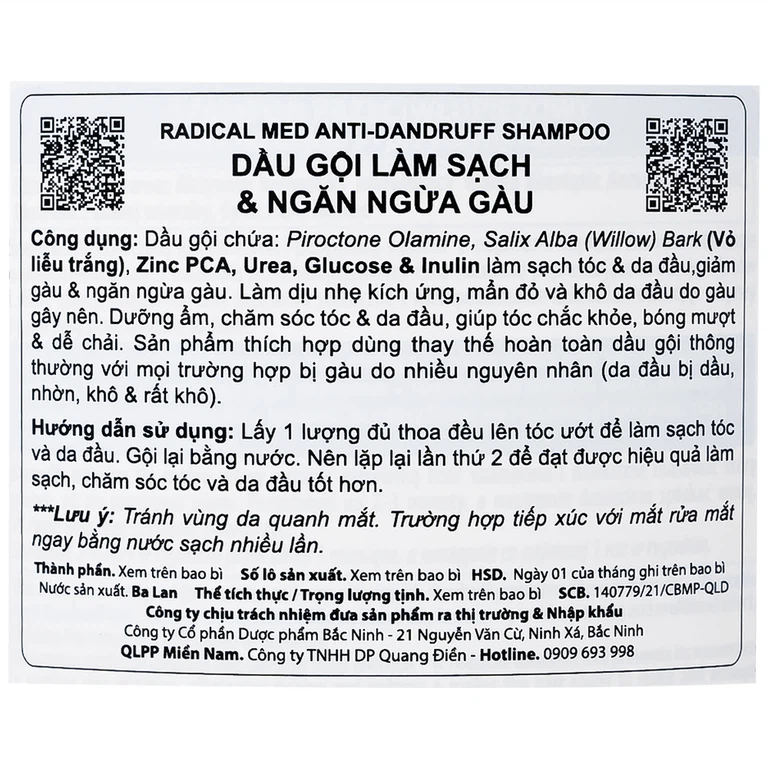 RADICAL MED ANTI-DANDRUFF SHAMPOO
DẦU GỘI LÀM SẠCH
& NGĂN NGỪA GÀU
Công dụng: Dầu gội chứa: Piroctone Olamine, Salix Alba (Willow) Bark (Vỏ
liễu trắng), Zinc PCA, Urea, Glucose & Inulin làm sạch tóc & da đầu,giảm
gàu & ngăn ngừa gàu. Làm dịu nhẹ kích ứng, mẩn đỏ và khô da đầu do gàu
gây nên. Dưỡng ẩm, chăm sóc tóc & da đầu, giúp tóc chắc khỏe, bóng mượt
& dễ chải. Sản phẩm thích hợp dùng thay thế hoàn toàn dầu gội thông
thường với mọi trường hợp bị gàu do nhiều nguyên nhân (da đầu bị dầu,
nhờn, khô & rất khô).
Hướng dẫn sử dụng: Lấy 1 lượng đủ thoa đều lên tóc ướt để làm sạch tóc
và da đầu. Gội lại bằng nước. Nên lặp lại lần thứ 2 để đạt được hiệu quả làm
sạch, chăm sóc tóc và da đầu tốt hơn.
***Lưu ý: Tránh vùng da quanh mắt. Trường hợp tiếp xúc với mắt rửa mắt
ngay bằng nước sạch nhiều lần.
Thành phần. Xem trên bao bì Số lô sản xuất. Xem trên bao bì HSD. Ngày 01 của tháng ghi trên bao bì
Nước sản xuất. Ba Lan Thể tích thực / Trọng lượng tịnh. Xem trên bao bì SCB. 140779/21/CBMP-QLD
Công ty chịu trách nhiệm đưa sản phẩm ra thị trường & Nhập khẩu
Công ty Cổ phần Dược phẩm Bắc Ninh - 21 Nguyễn Văn Cừ, Ninh Xá, Bắc Ninh
QLPP Miền Nam. Công ty TNHH DP Quang Điền - Hotline. 0909 693 998